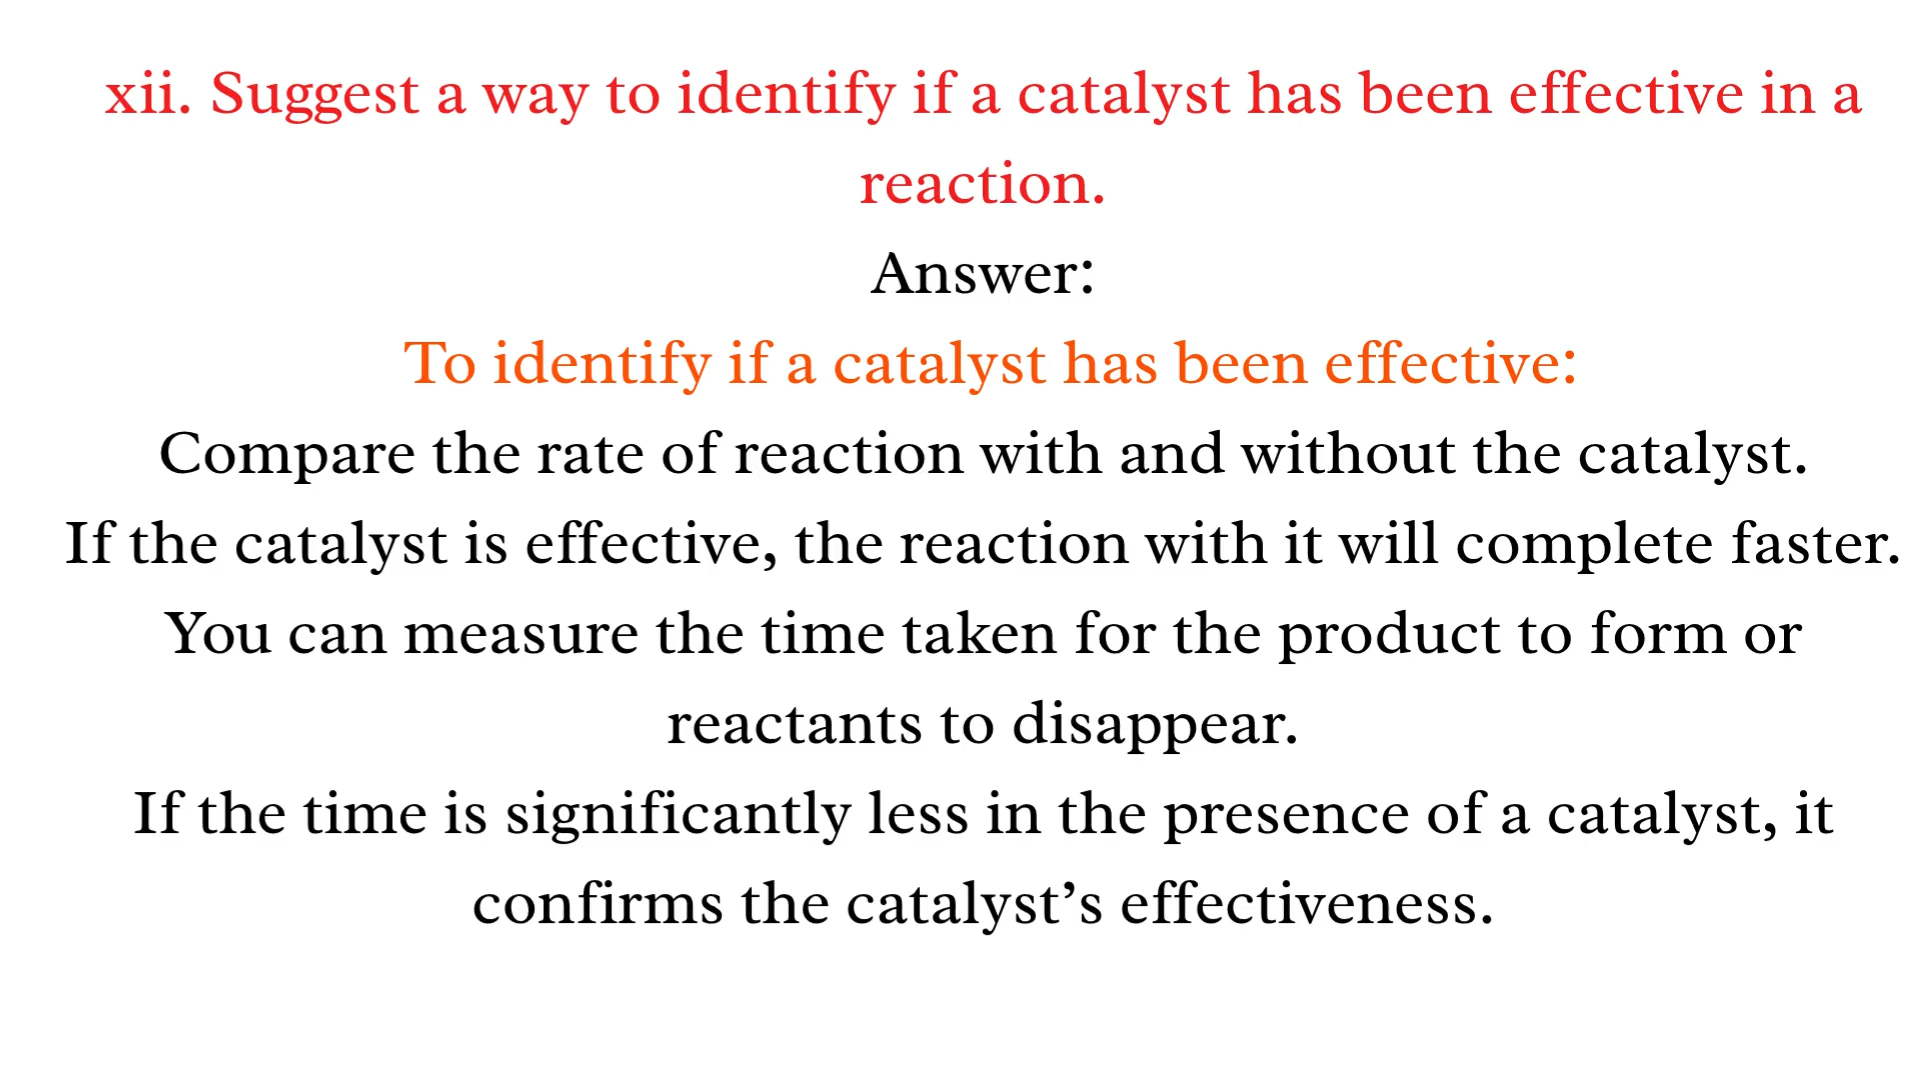 xii. Suggest a way to identify if a catalyst has been effective in a
reaction.
Answer:
To identify if a catalyst has been effective:
Compare the rate of reaction with and without the catalyst.
If the catalyst is effective, the reaction with it will complete faster.
You can measure the time taken for the product to form or
reactants to disappear.
If the time is significantly less in the presence of a catalyst, it
confirms the catalyst’s effectiveness.